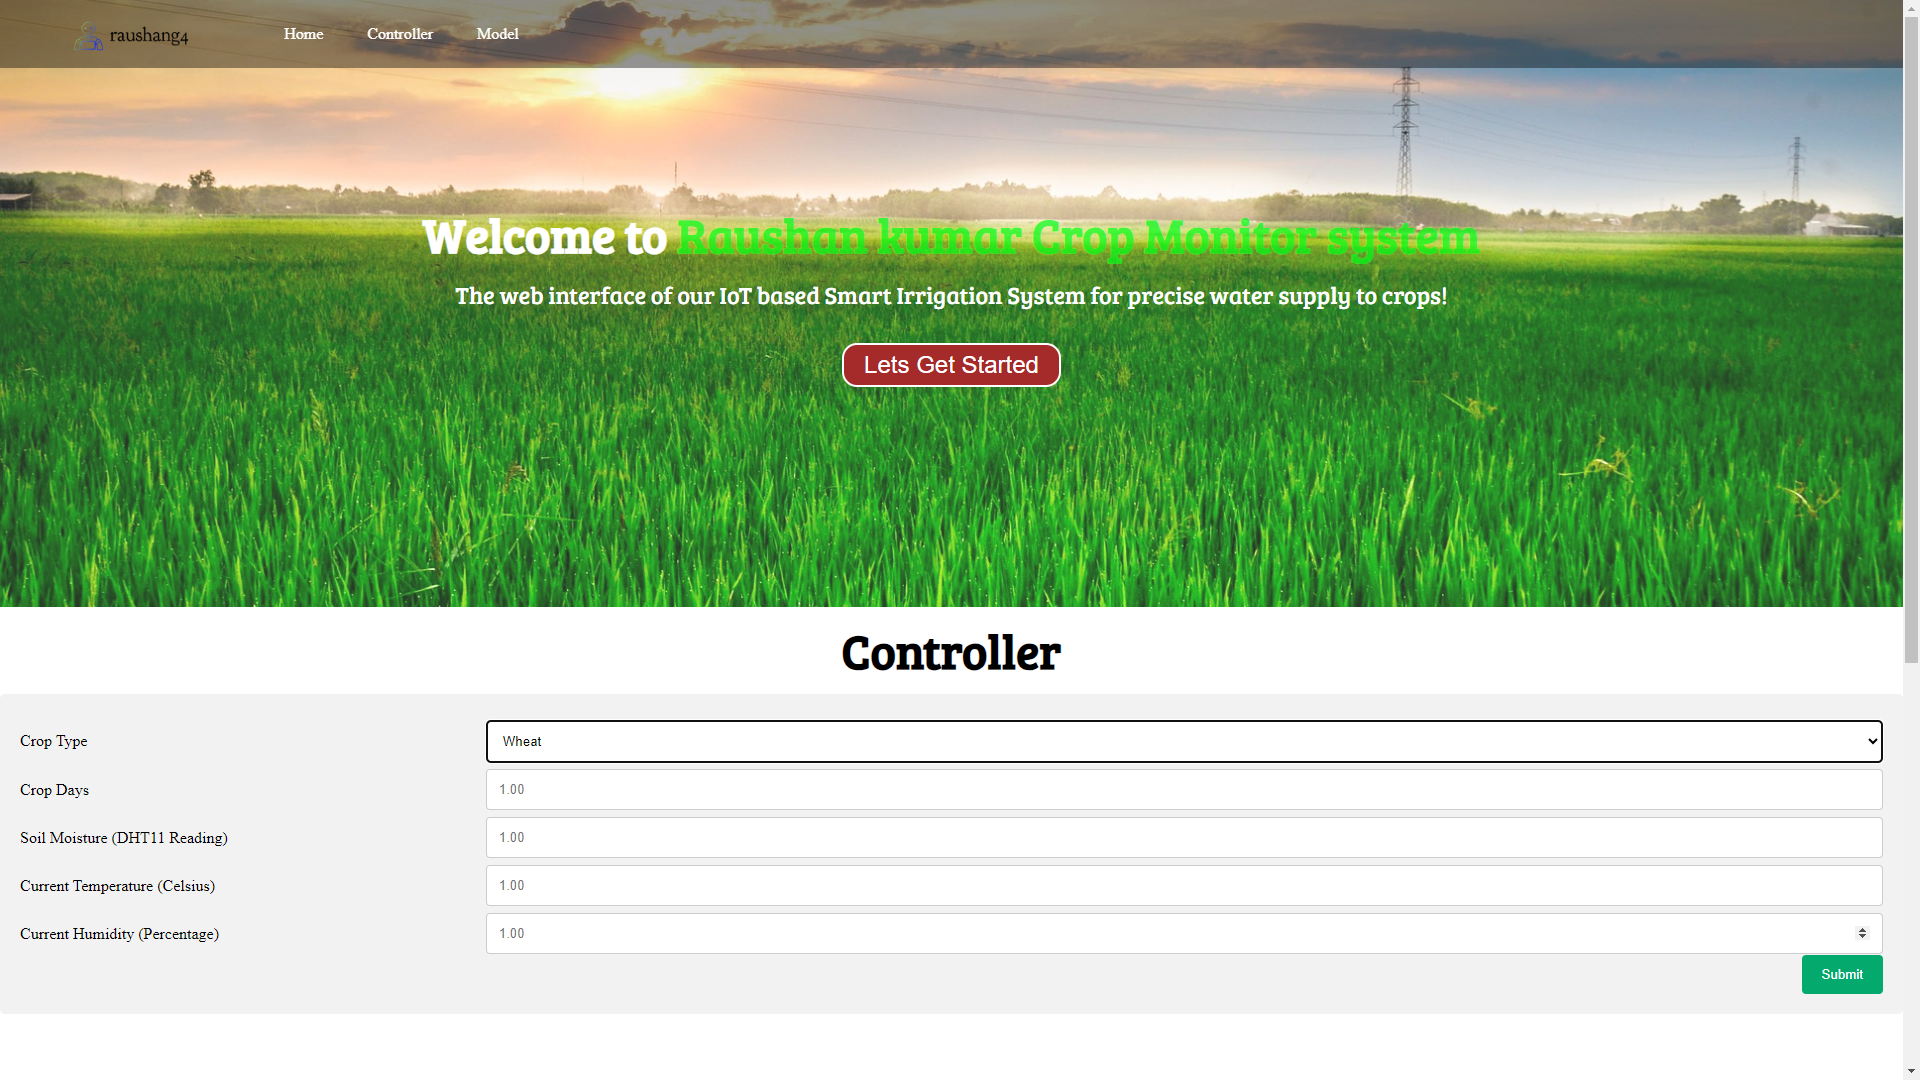 raushang4
Home Controller Model
Welcome to Raushan kumar Crop Monitor system
The web interface of our IoT based Smart Irrigation System for precise water supply to crops!
Lets Get Started
Controller
Crop Type Wheat
Crop Days 1.00
Soil Moisture (DHT11 Reading) 1.00
Current Temperature (Celsius) 1.00
Current Humidity (Percentage) 1.00
Submit